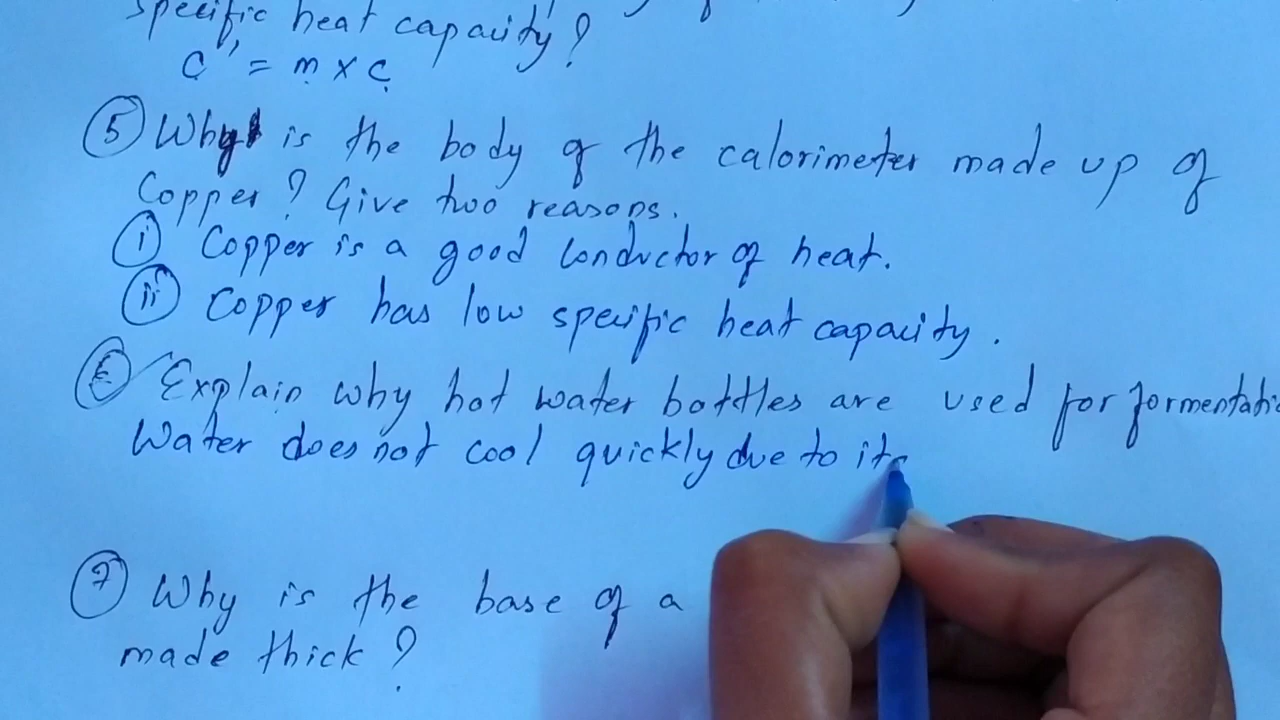 specific heat capacity?
C' = m x c
5 Why is the body of the calorimeter made up of
Copper? Give two reasons.
i Copper is a good conductor of heat.
ii Copper has low specific heat capacity.
6 Explain why hot water bottles are used for
Water does not cool quickly due to its
7 Why is the base of a
made thick?